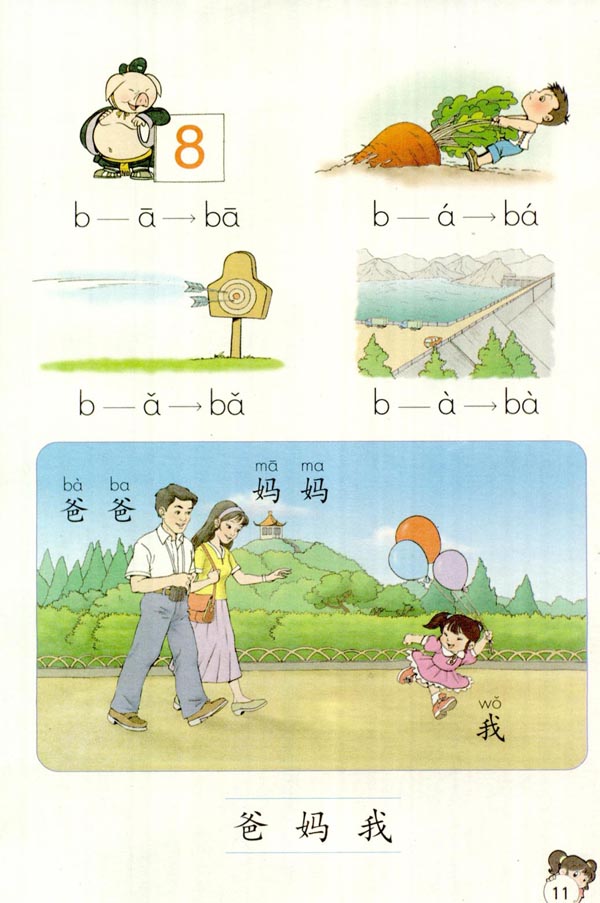 8
b — ā → bā
b — á → bá
b — ǎ → bǎ
b — à → bà
bà ba
爸 爸
mā ma
妈 妈
wǒ
我
爸 妈 我
11